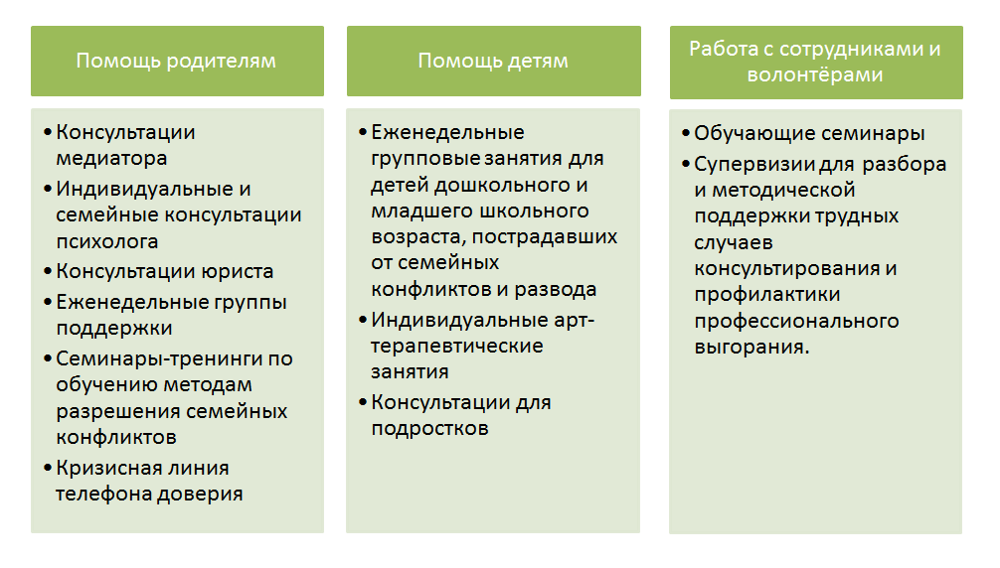 Помощь родителям
• Консультации
медиатора
• Индивидуальные и
семейные консультации
психолога
• Консультации юриста
• Еженедельные группы
поддержки
• Семинары-тренинги по
обучению методам
разрешения семейных
конфликтов
• Кризисная линия
телефона доверия
Помощь детям
• Еженедельные
групповые занятия для
детей дошкольного и
младшего школьного
возраста, пострадавших
от семейных
конфликтов и развода
• Индивидуальные арт-
терапевтические
занятия
• Консультации для
подростков
Работа с сотрудниками и
волонтёрами
• Обучающие семинары
• Супервизии для разбора
и методической
поддержки трудных
случаев
консультирования и
профилактики
профессионального
выгорания.